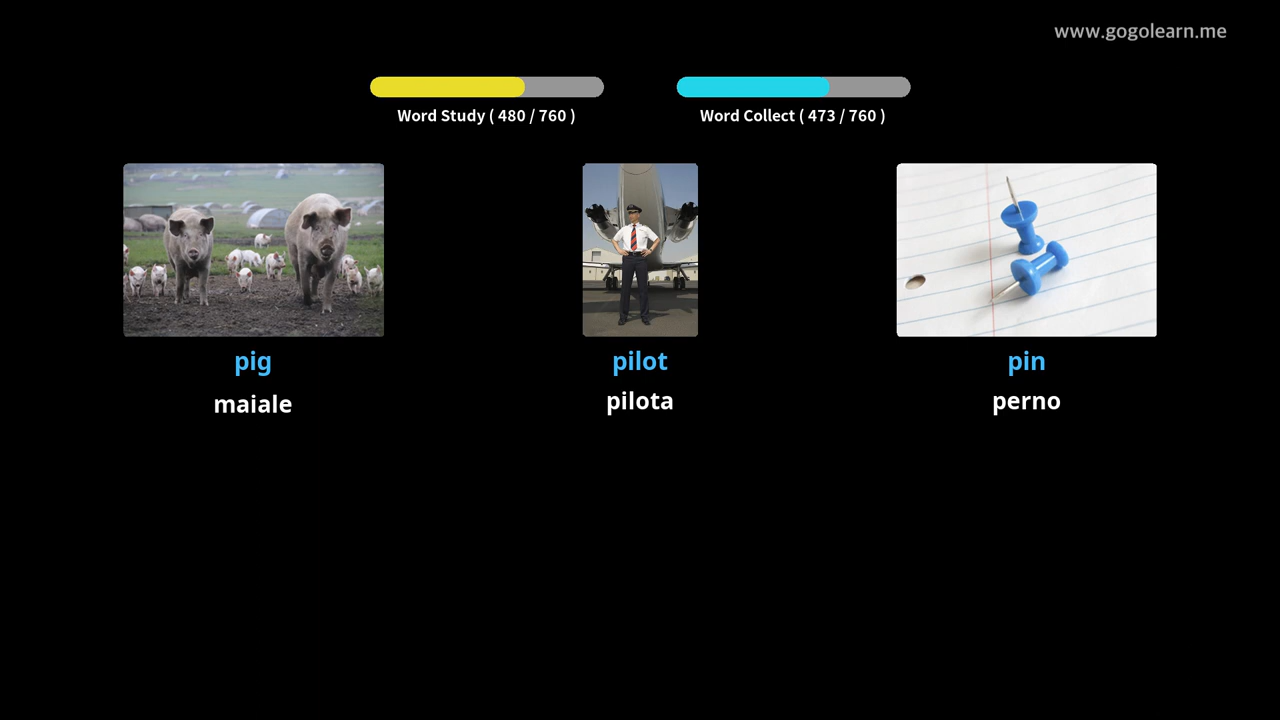 www.gogolearn.me
Word Study ( 480 / 760 )
Word Collect ( 473 / 760 )
pig
maiale
pilot
pilota
pin
perno